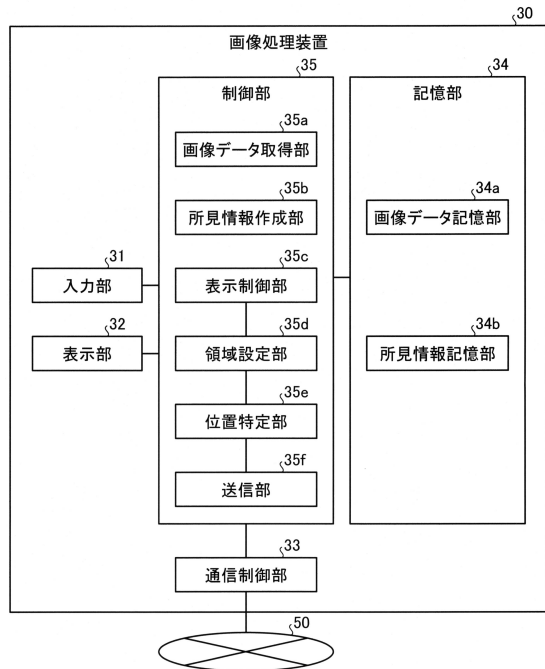 30
画像処理装置
35
制御部
34
記憶部
35a
画像データ取得部
35b
所見情報作成部
34a
画像データ記憶部
31
入力部
35c
表示制御部
32
表示部
35d
領域設定部
34b
所見情報記憶部
35e
位置特定部
35f
送信部
33
通信制御部
50